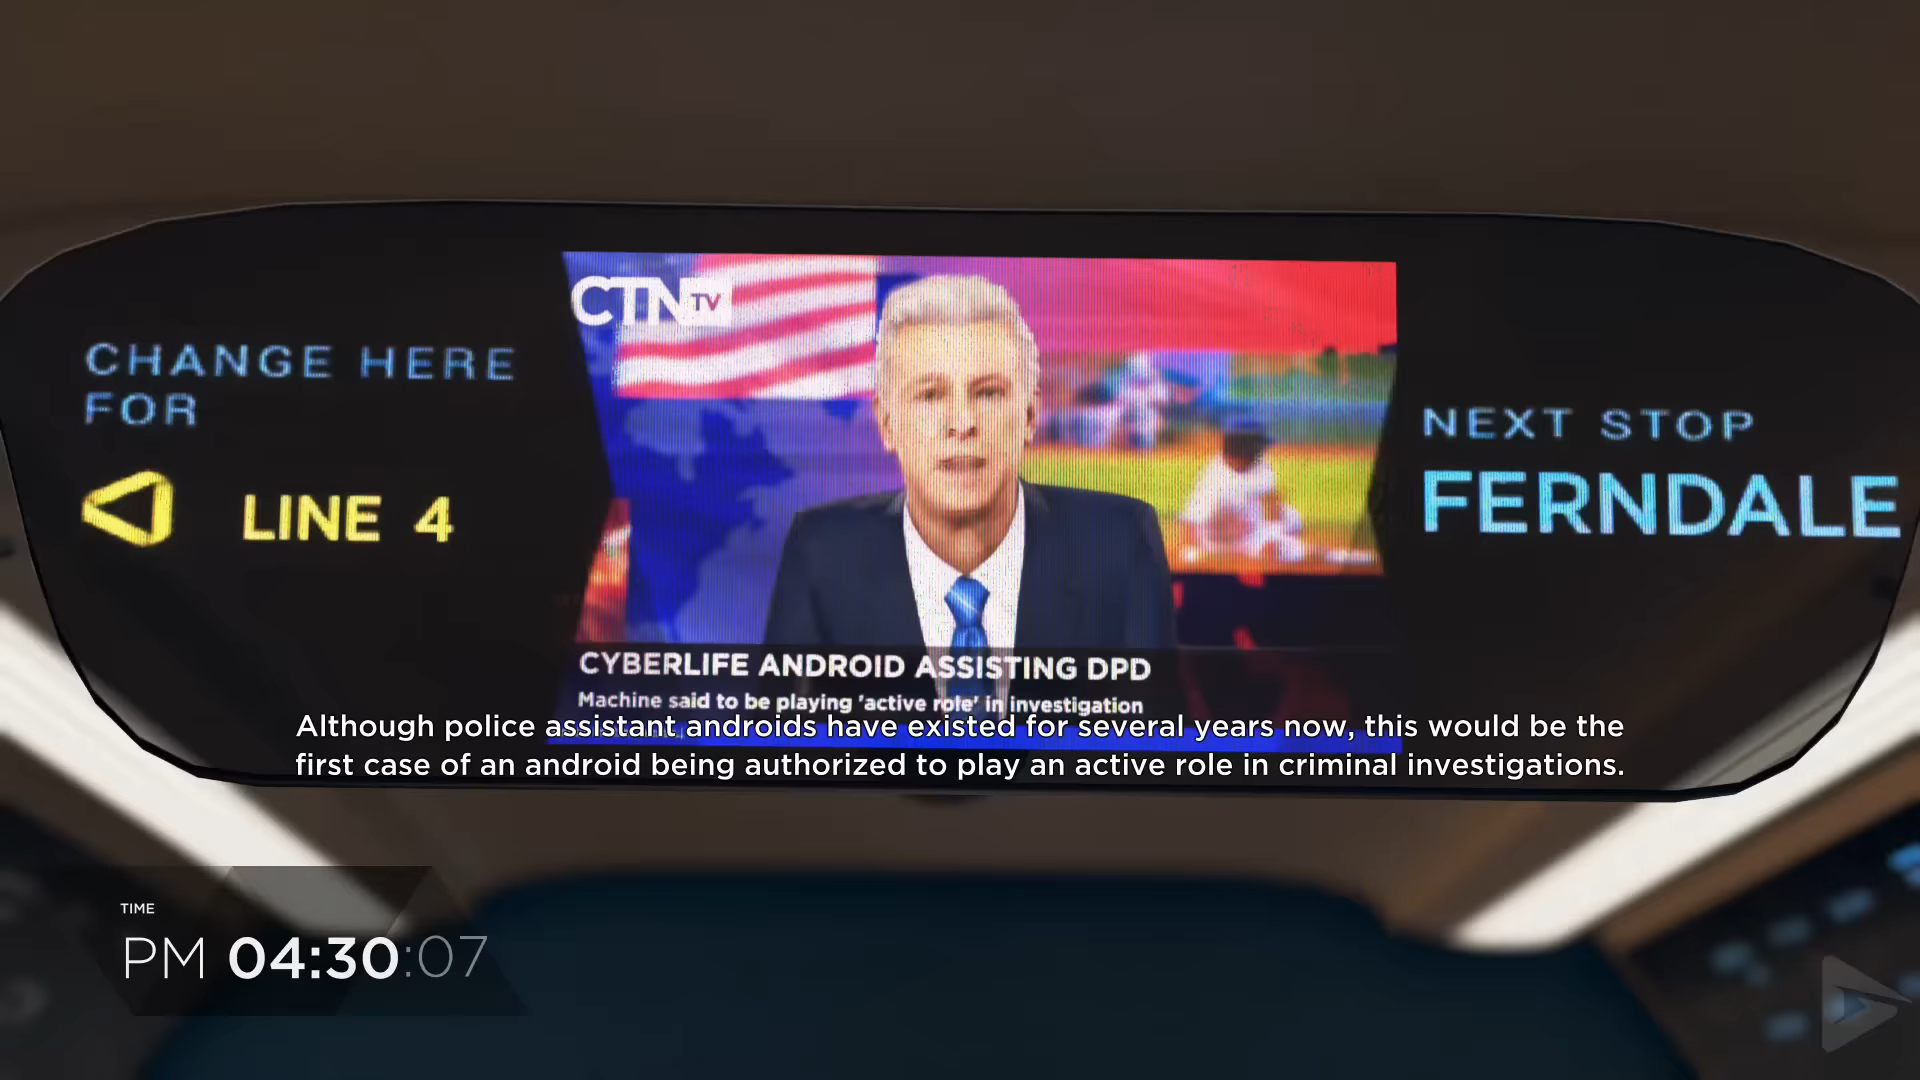 CTN TV
CHANGE HERE
FOR
LINE 4
NEXT STOP
FERNDALE
CYBERLIFE ANDROID ASSISTING DPD
Machine said to be playing 'active role' in investigation
Although police assistant androids have existed for several years now, this would be the
first case of an android being authorized to play an active role in criminal investigations.
TIME
PM 04:30:07